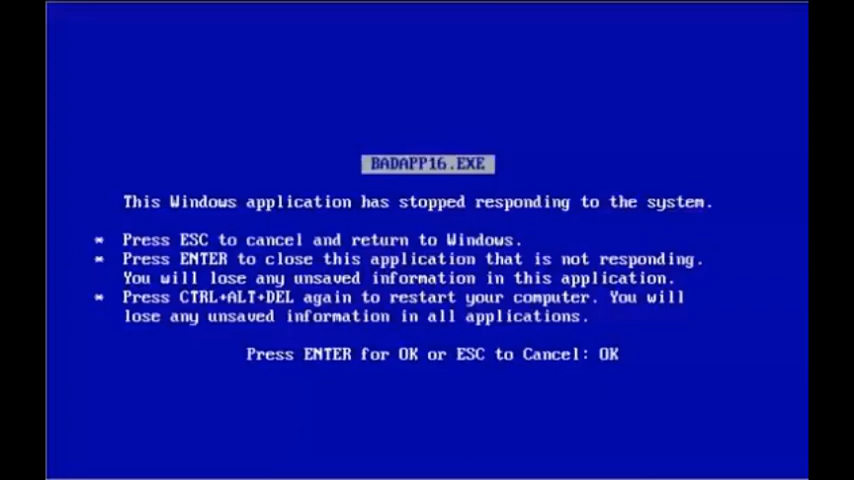 BADAPP16.EXE
This Windows application has stopped responding to the system.
* Press ESC to cancel and return to Windows.
* Press ENTER to close this application that is not responding.
You will lose any unsaved information in this application.
* Press CTRL+ALT+DEL again to restart your computer. You will
lose any unsaved information in all applications.
Press ENTER for OK or ESC to Cancel: OK